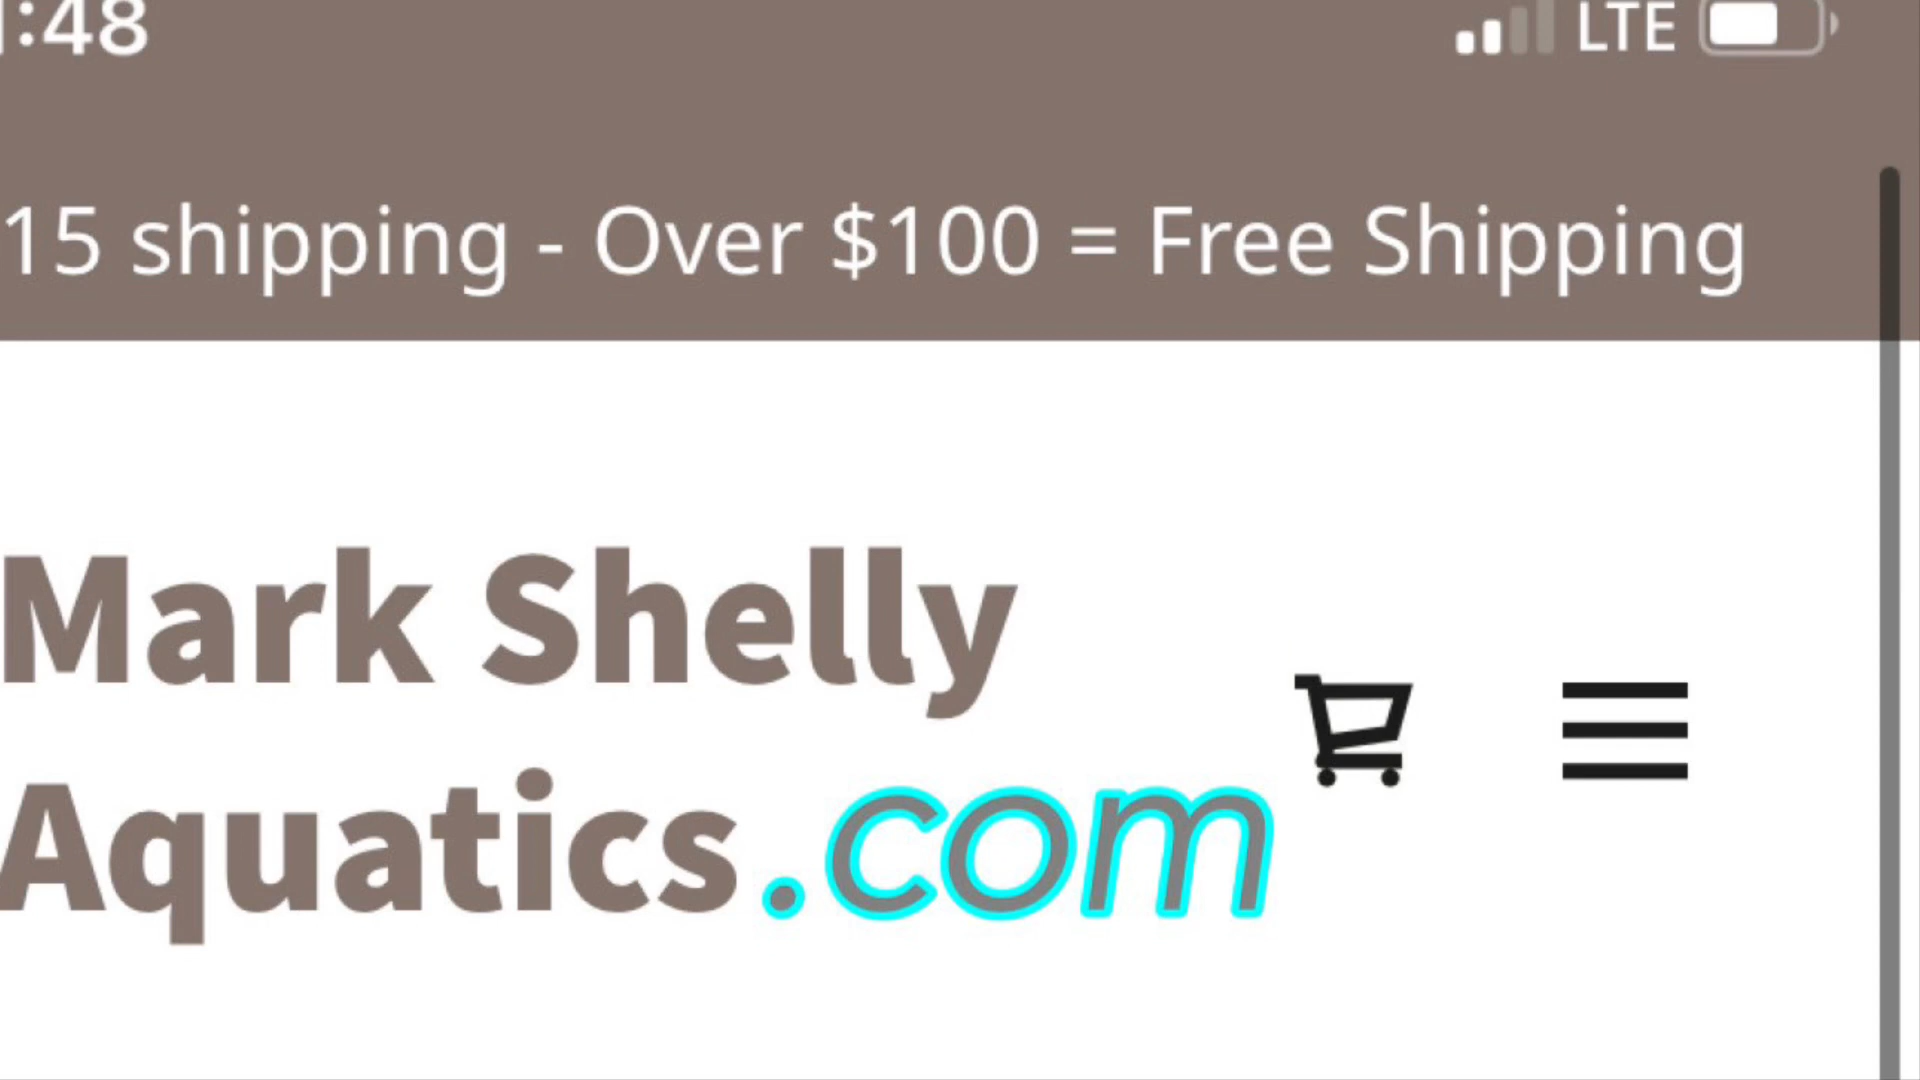 :48 LTE
15 shipping - Over $100 = Free Shipping
Mark Shelly
Aquatics.com